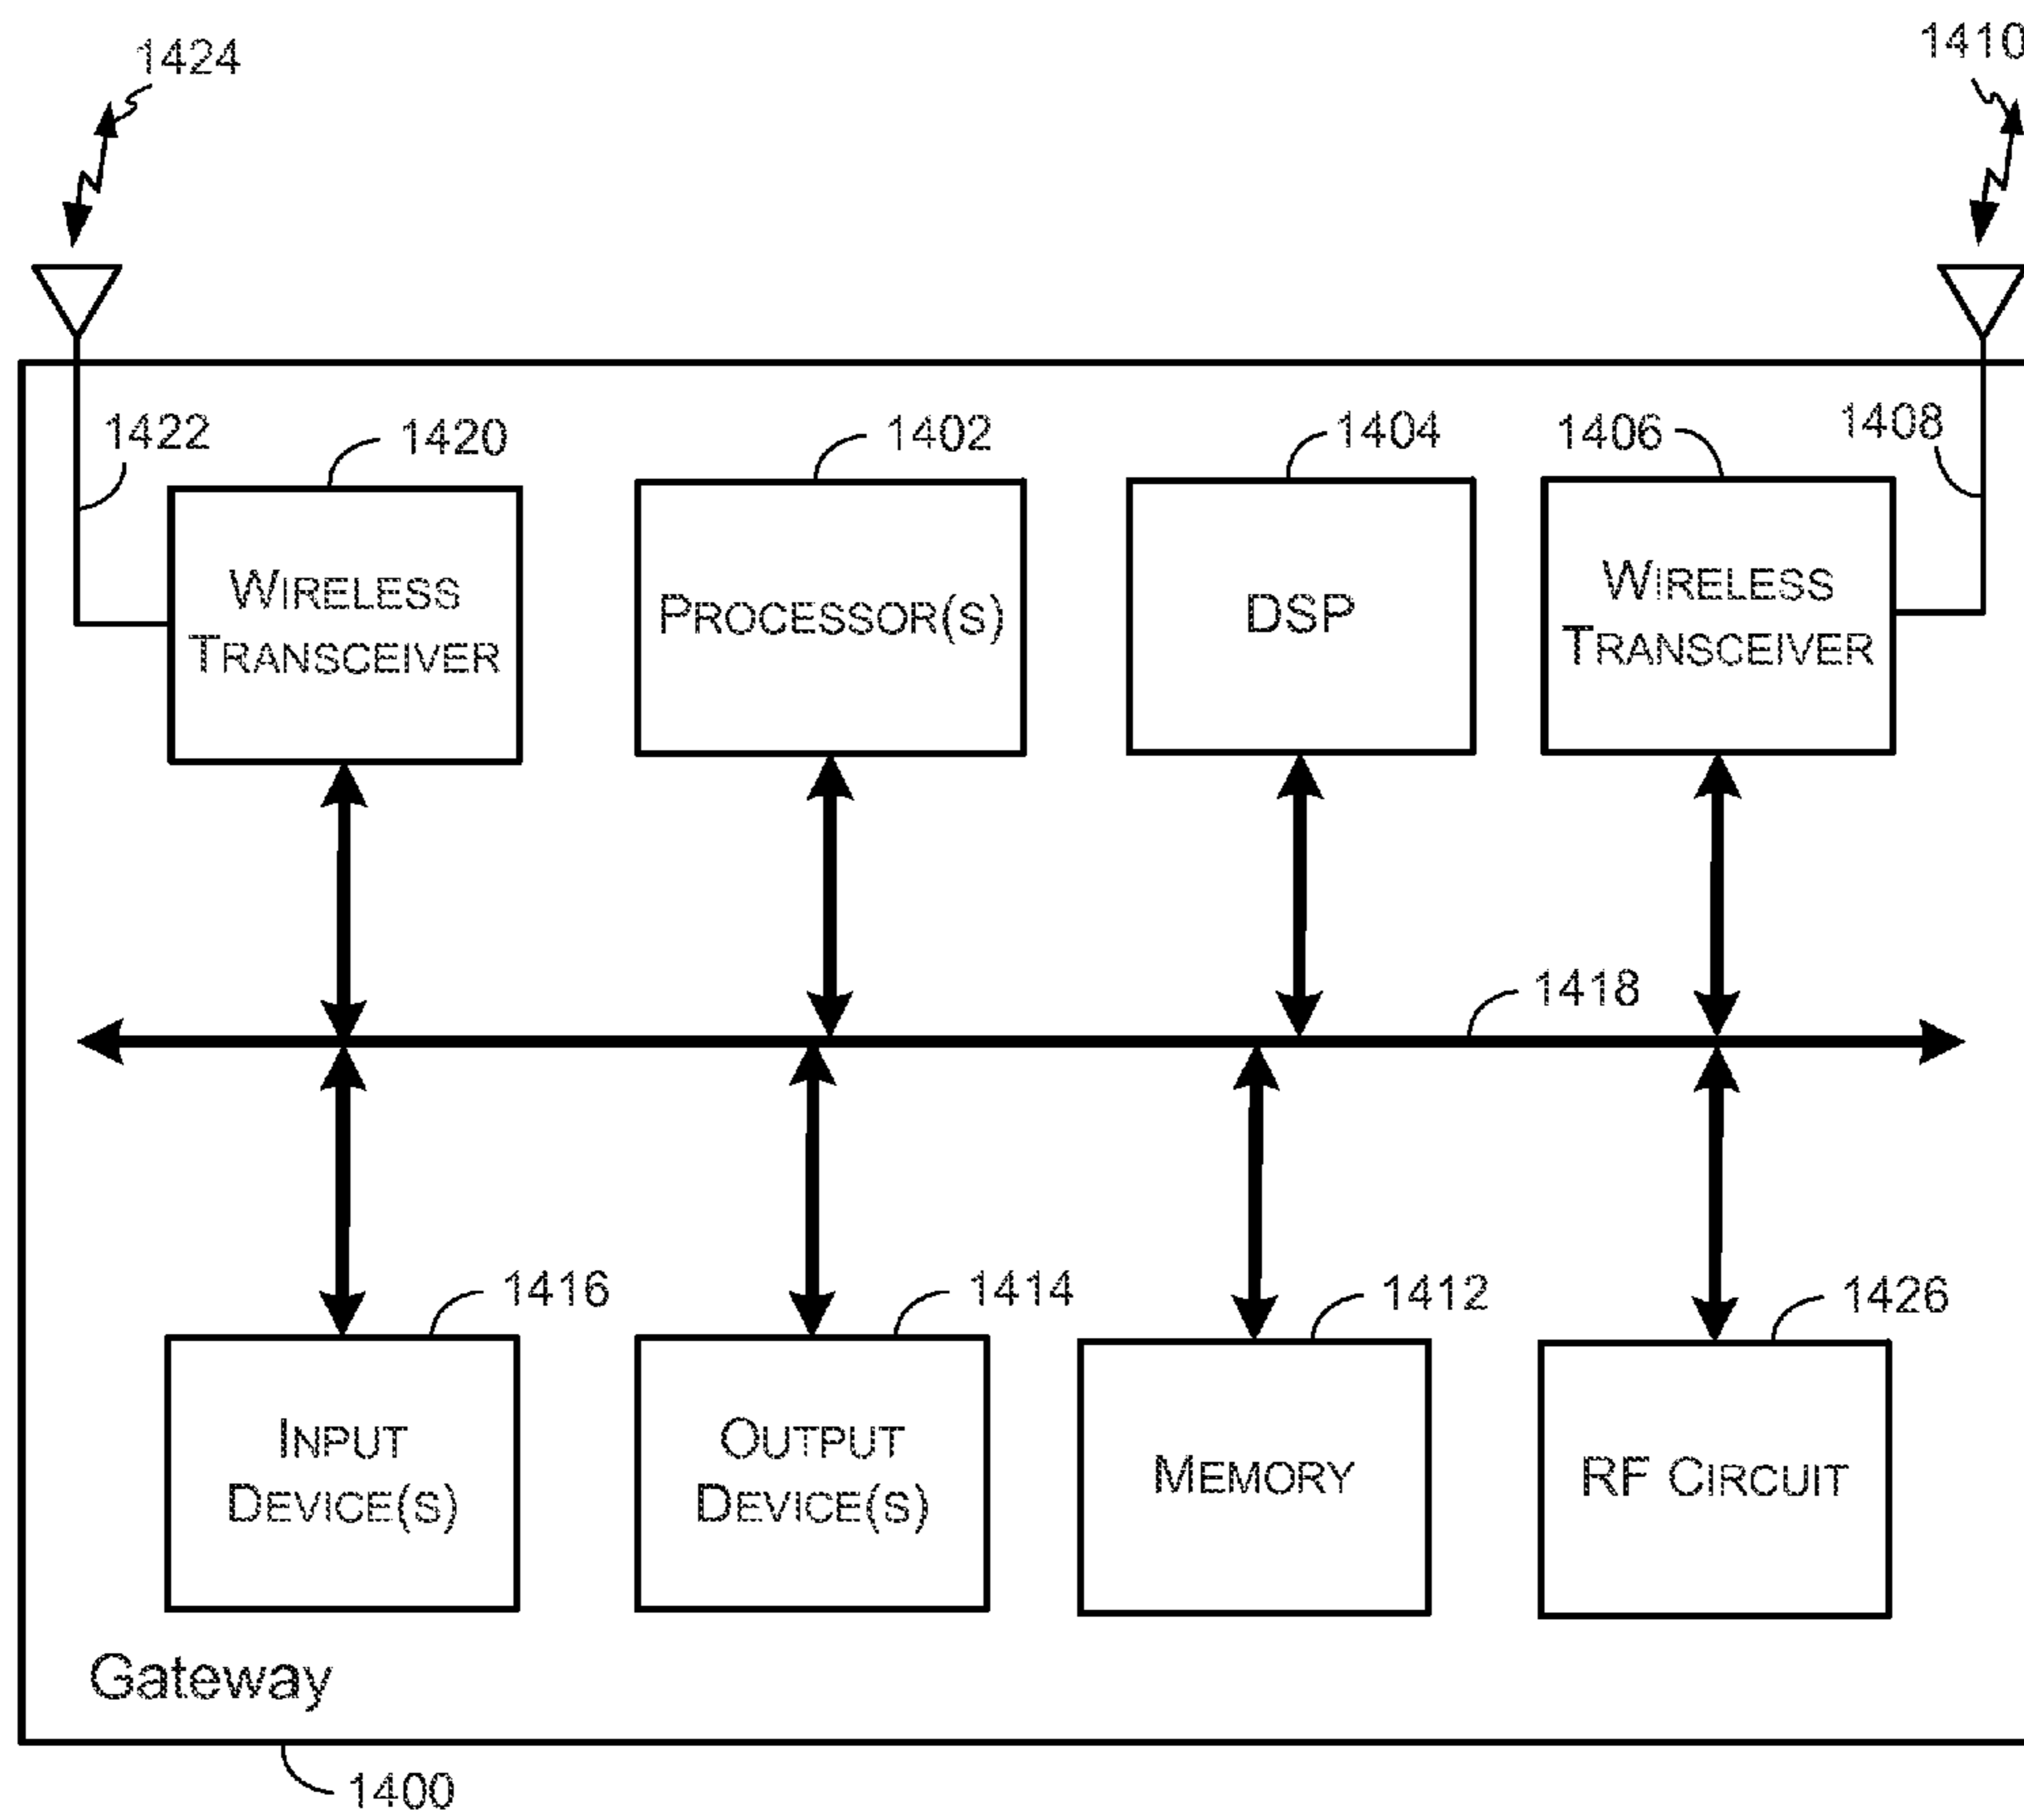 1424
1410
1422
1420
1402
1404
1406
1408
WIRELESS
TRANSCEIVER
PROCESSOR(S)
DSP
WIRELESS
TRANSCEIVER
1418
1416
1414
1412
1426
INPUT
DEVICE(S)
OUTPUT
DEVICE(S)
MEMORY
RF CIRCUIT
Gateway
1400